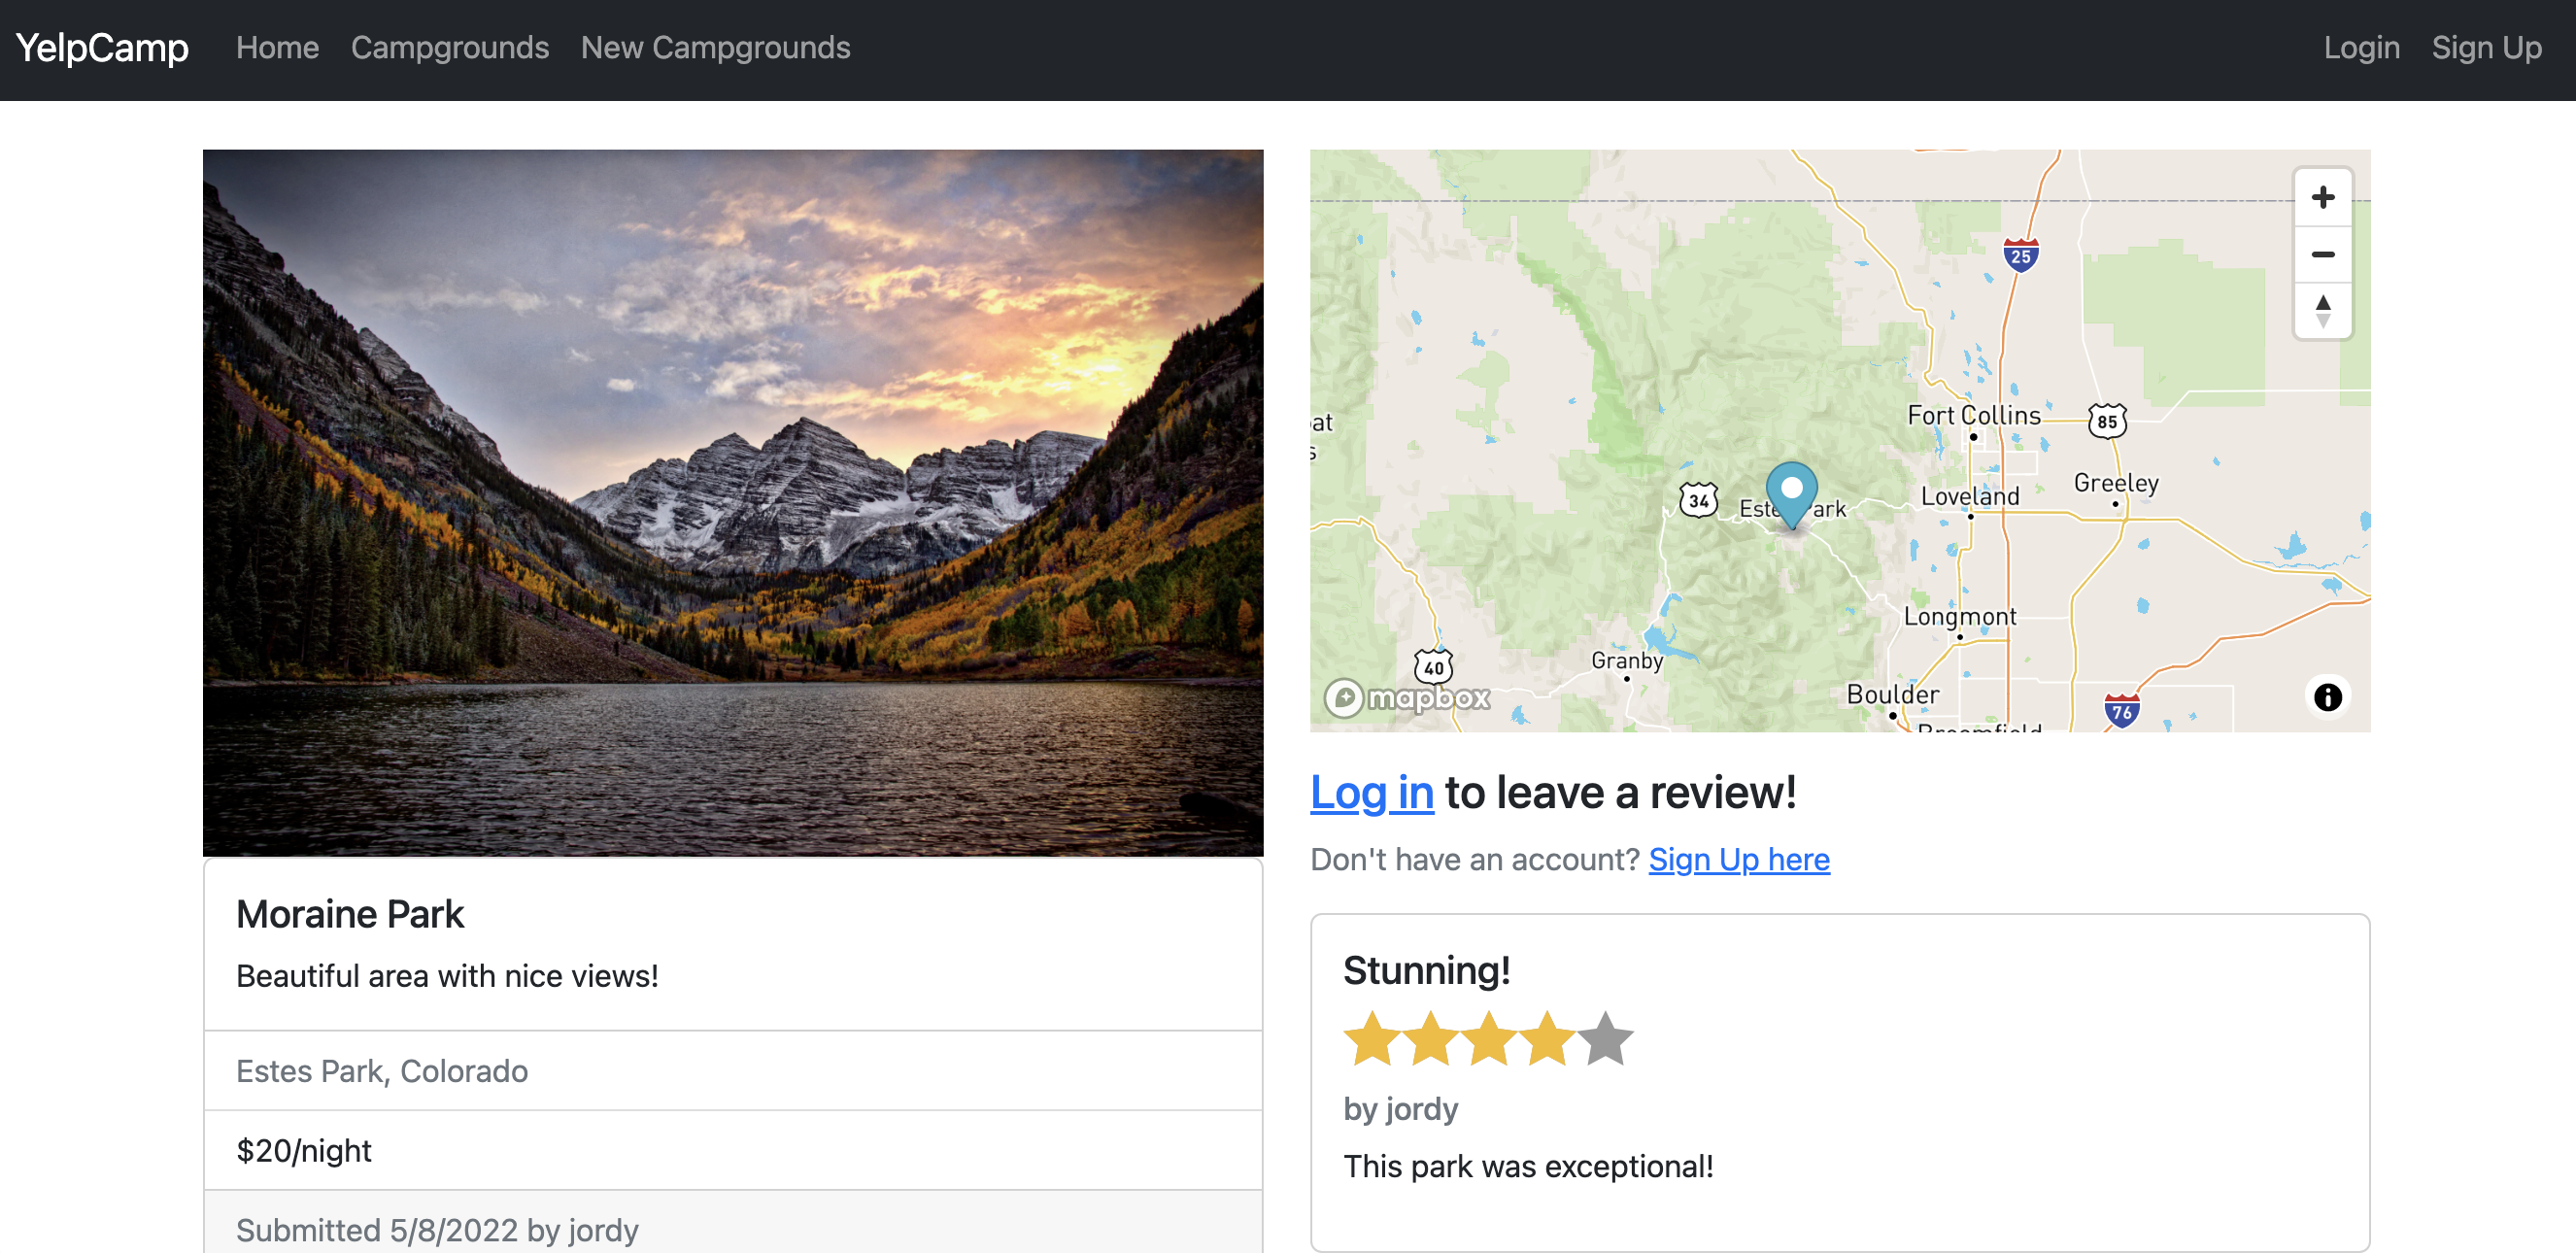 YelpCamp Home Campgrounds New Campgrounds Login Sign Up
25
Fort Collins
85
34
Estes Park
Loveland
Greeley
Longmont
40
Granby
mapbox
Boulder
76
Log in to leave a review!
Don't have an account? Sign Up here
Moraine Park
Beautiful area with nice views!
Estes Park, Colorado
$20/night
Submitted 5/8/2022 by jordy
Stunning!
by jordy
This park was exceptional!